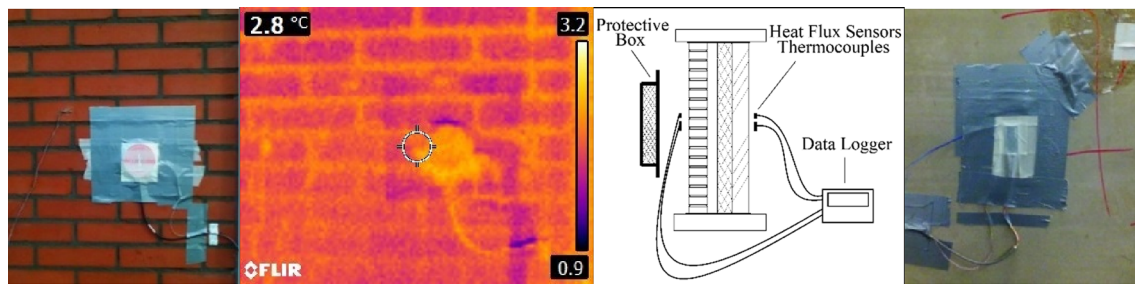 2.8 °C
3.2
FLIR
0.9
Protective
Box
Heat Flux Sensors
Thermocouples
Data Logger